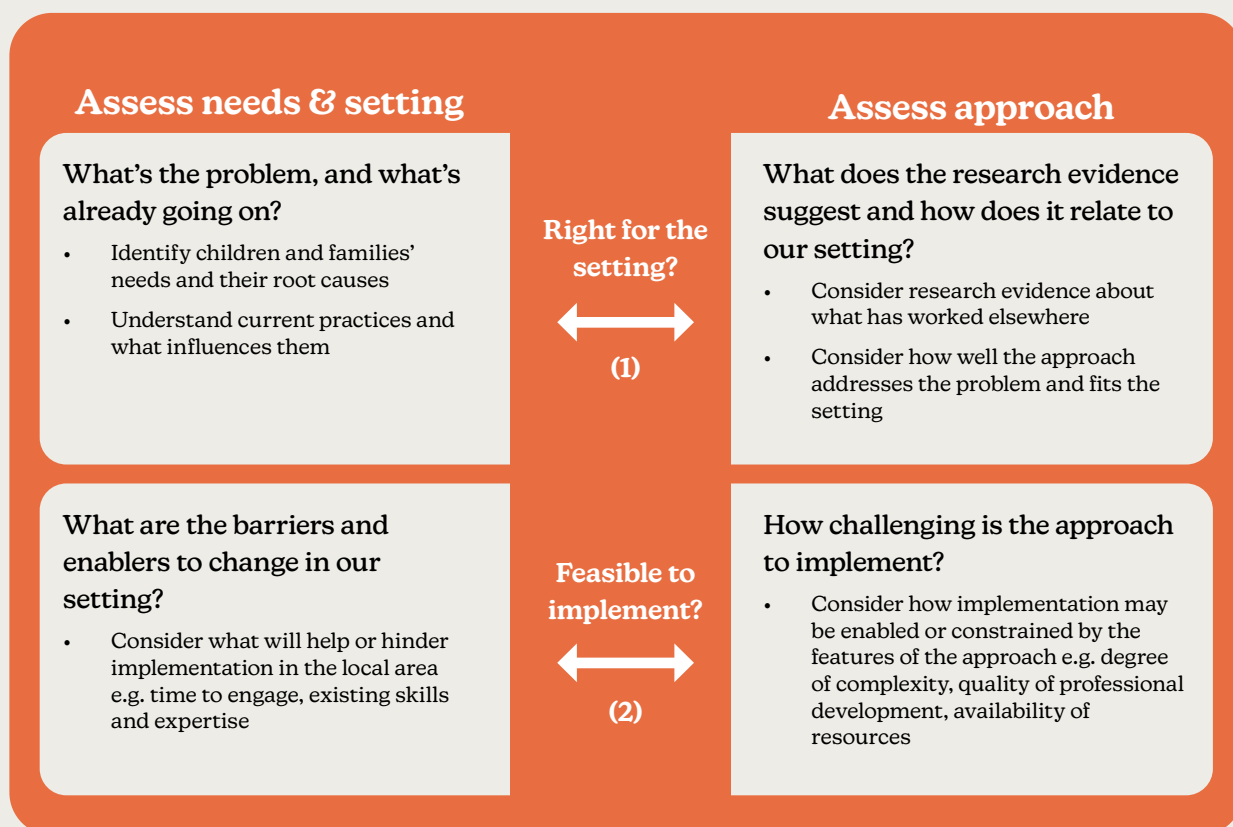 Assess needs & setting
What’s the problem, and what’s
already going on?
• Identify children and families’
needs and their root causes
• Understand current practices and
what influences them
Right for the
setting?
(1)
Assess approach
What does the research evidence
suggest and how does it relate to
our setting?
• Consider research evidence about
what has worked elsewhere
• Consider how well the approach
addresses the problem and fits the
setting
What are the barriers and
enablers to change in our
setting?
• Consider what will help or hinder
implementation in the local area
e.g. time to engage, existing skills
and expertise
Feasible to
implement?
(2)
How challenging is the approach
to implement?
• Consider how implementation may
be enabled or constrained by the
features of the approach e.g. degree
of complexity, quality of professional
development, availability of
resources